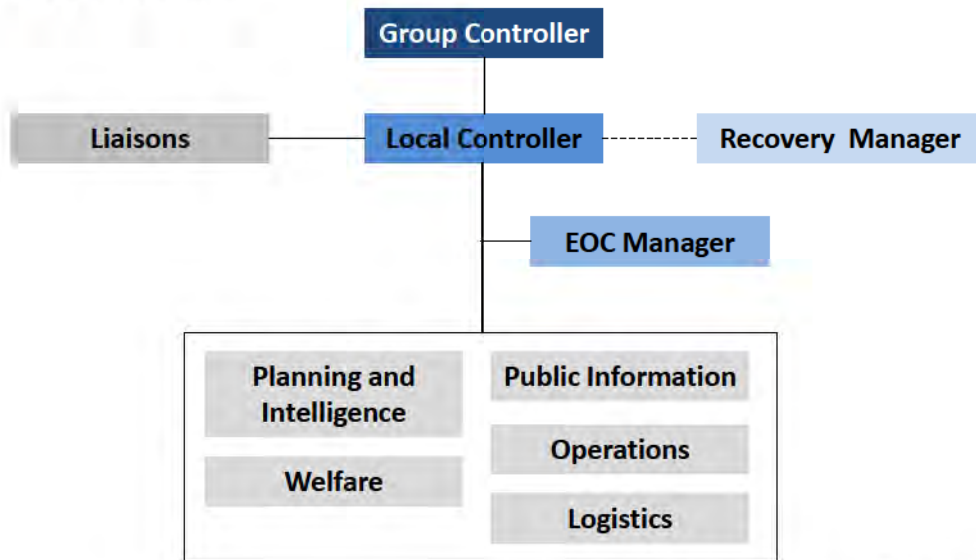 Group Controller
Liaisons
Local Controller
Recovery Manager
EOC Manager
Planning and
Intelligence
Welfare
Public Information
Operations
Logistics